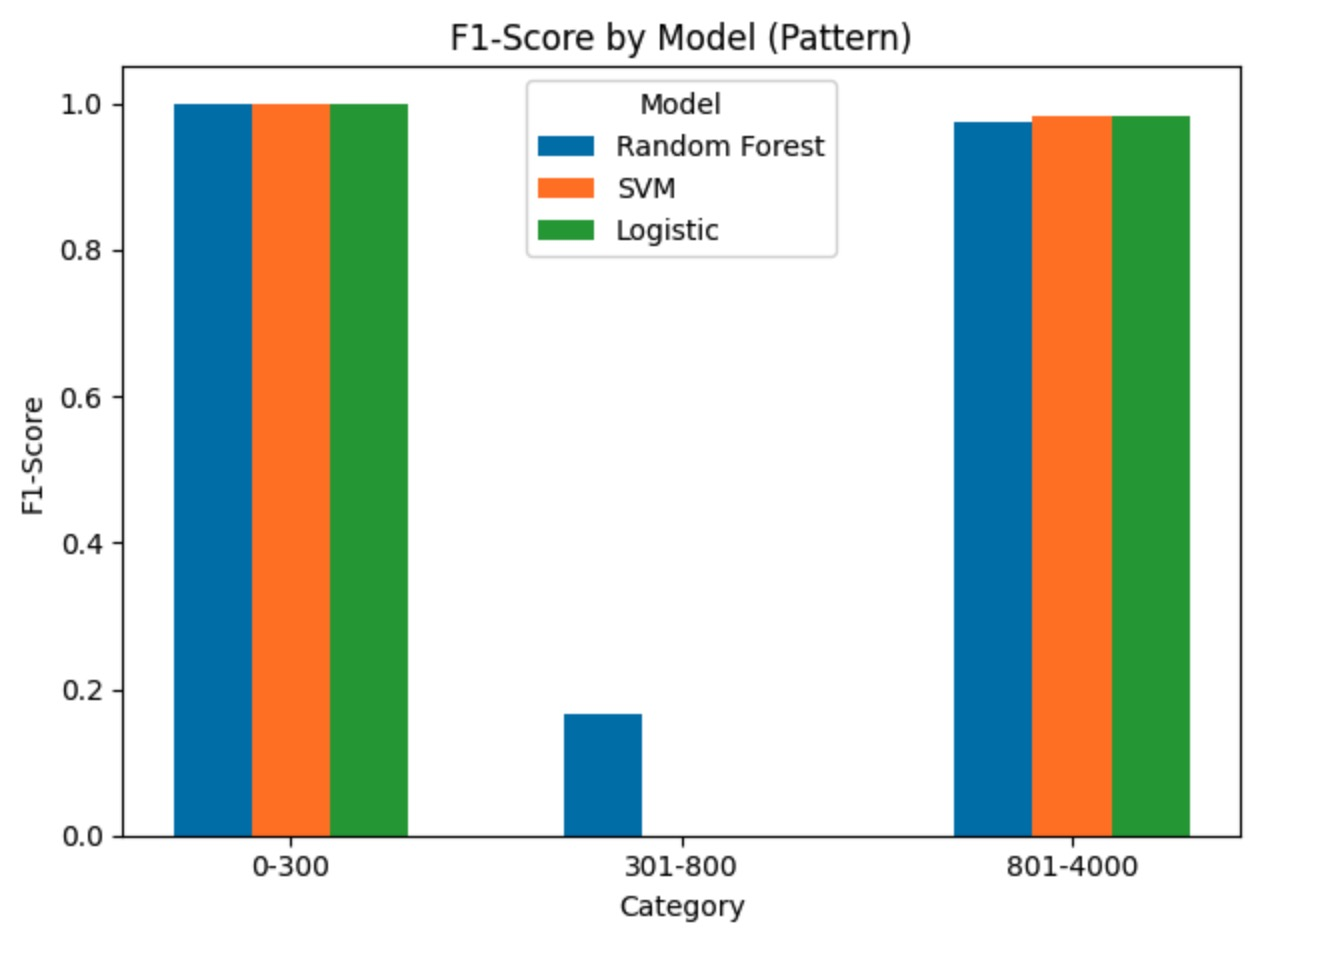 F1-Score by Model (Pattern)
Model
Random Forest
SVM
Logistic
F1-Score
1.0
0.8
0.6
0.4
0.2
0.0
0-300
301-800
801-4000
Category